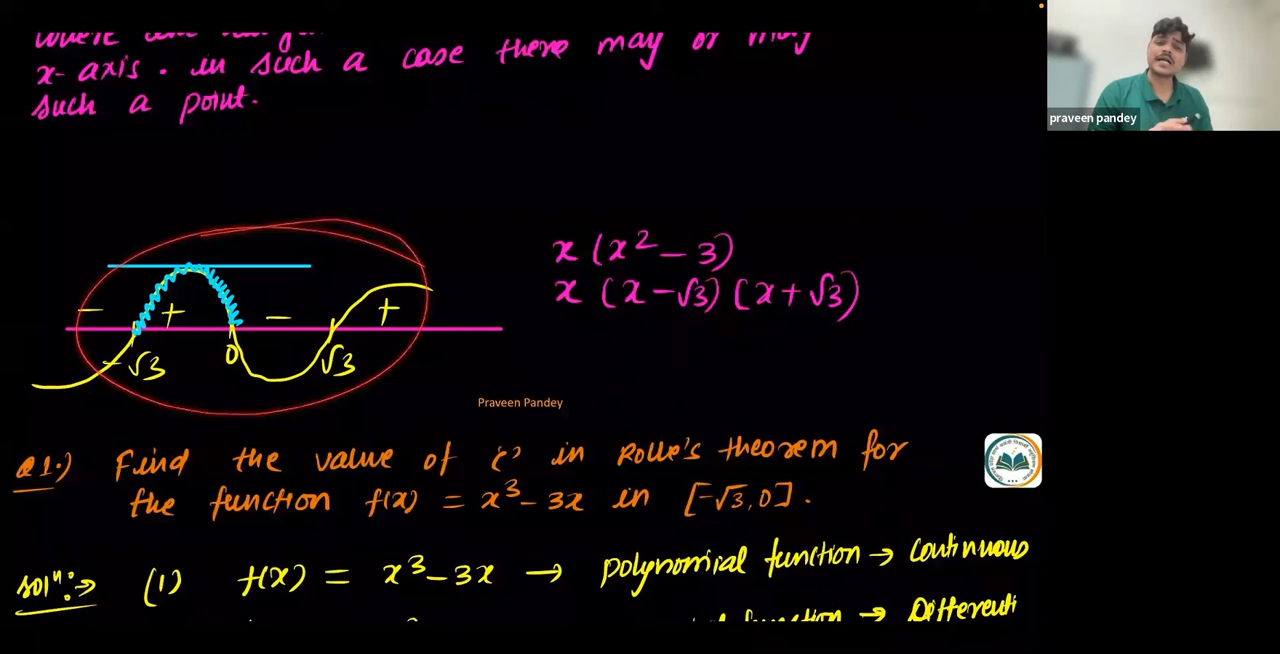 x-axis. in such a case there may or may
such a point.
praveen pandey
x(x² - 3)
x (x-√3) (x+√3)
- + - +
-√3 0 √3
Praveen Pandey
Q1.) Find the value of 'c' in Rolle's theorem for
the function f(x) = x³-3x in [-√3,0].
solⁿ:→ (1) f(x) = x³-3x → polynomial function → continuous
function → Differenti